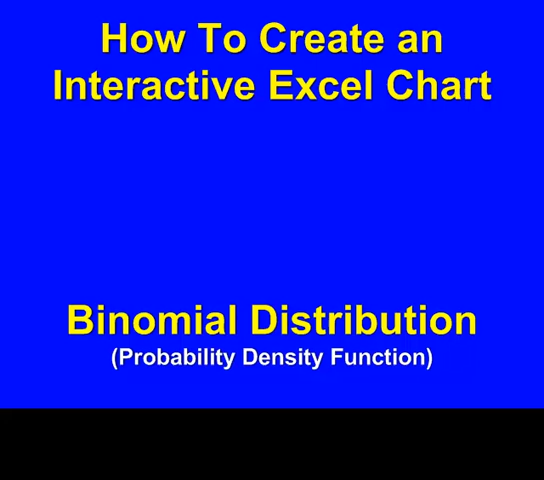 How To Create an
Interactive Excel Chart
Binomial Distribution
(Probability Density Function)